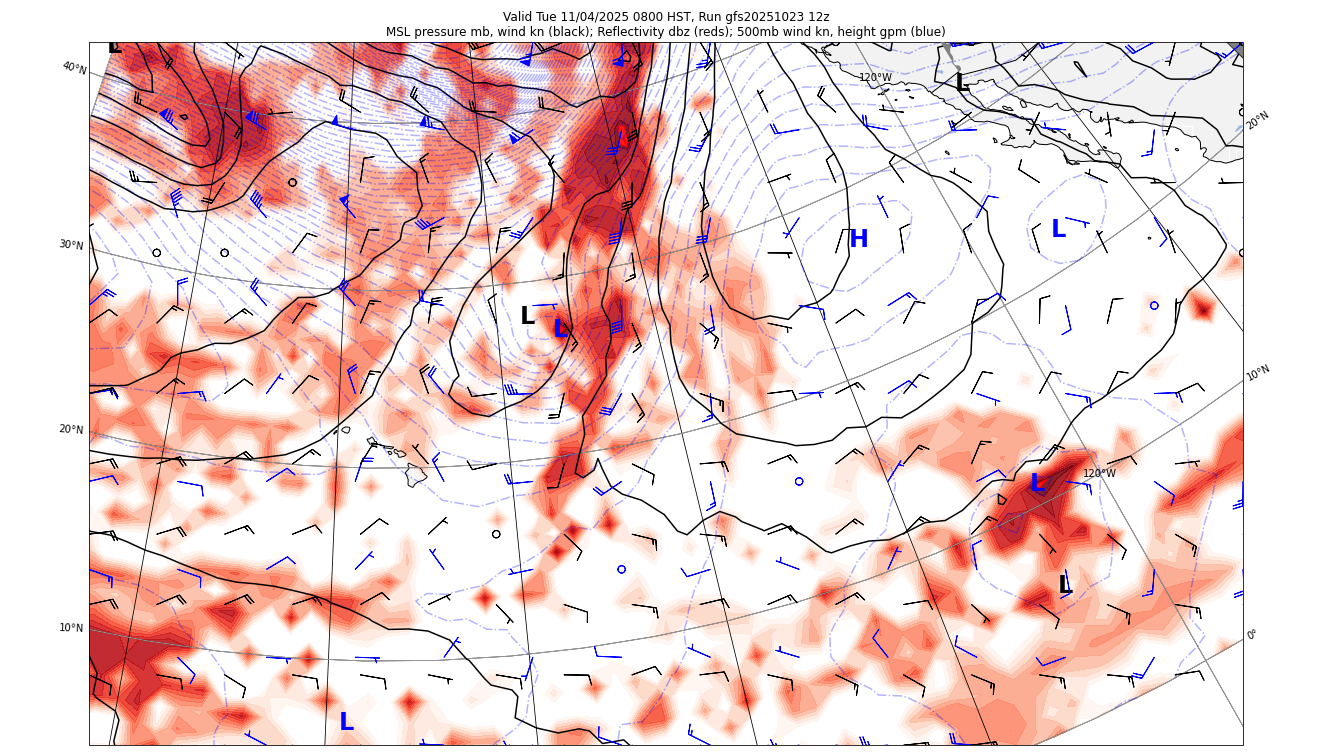 Valid Tue 11/04/2025 0800 HST, Run gfs20251023 12z
MSL pressure mb, wind kn (black); Reflectivity dbz (reds); 500mb wind kn, height gpm (blue)
L
40°N
120°W
L
20°N
L
30°N
H
L
L
L
10°N
20°N
120°W
L
L
10°N
0°
L